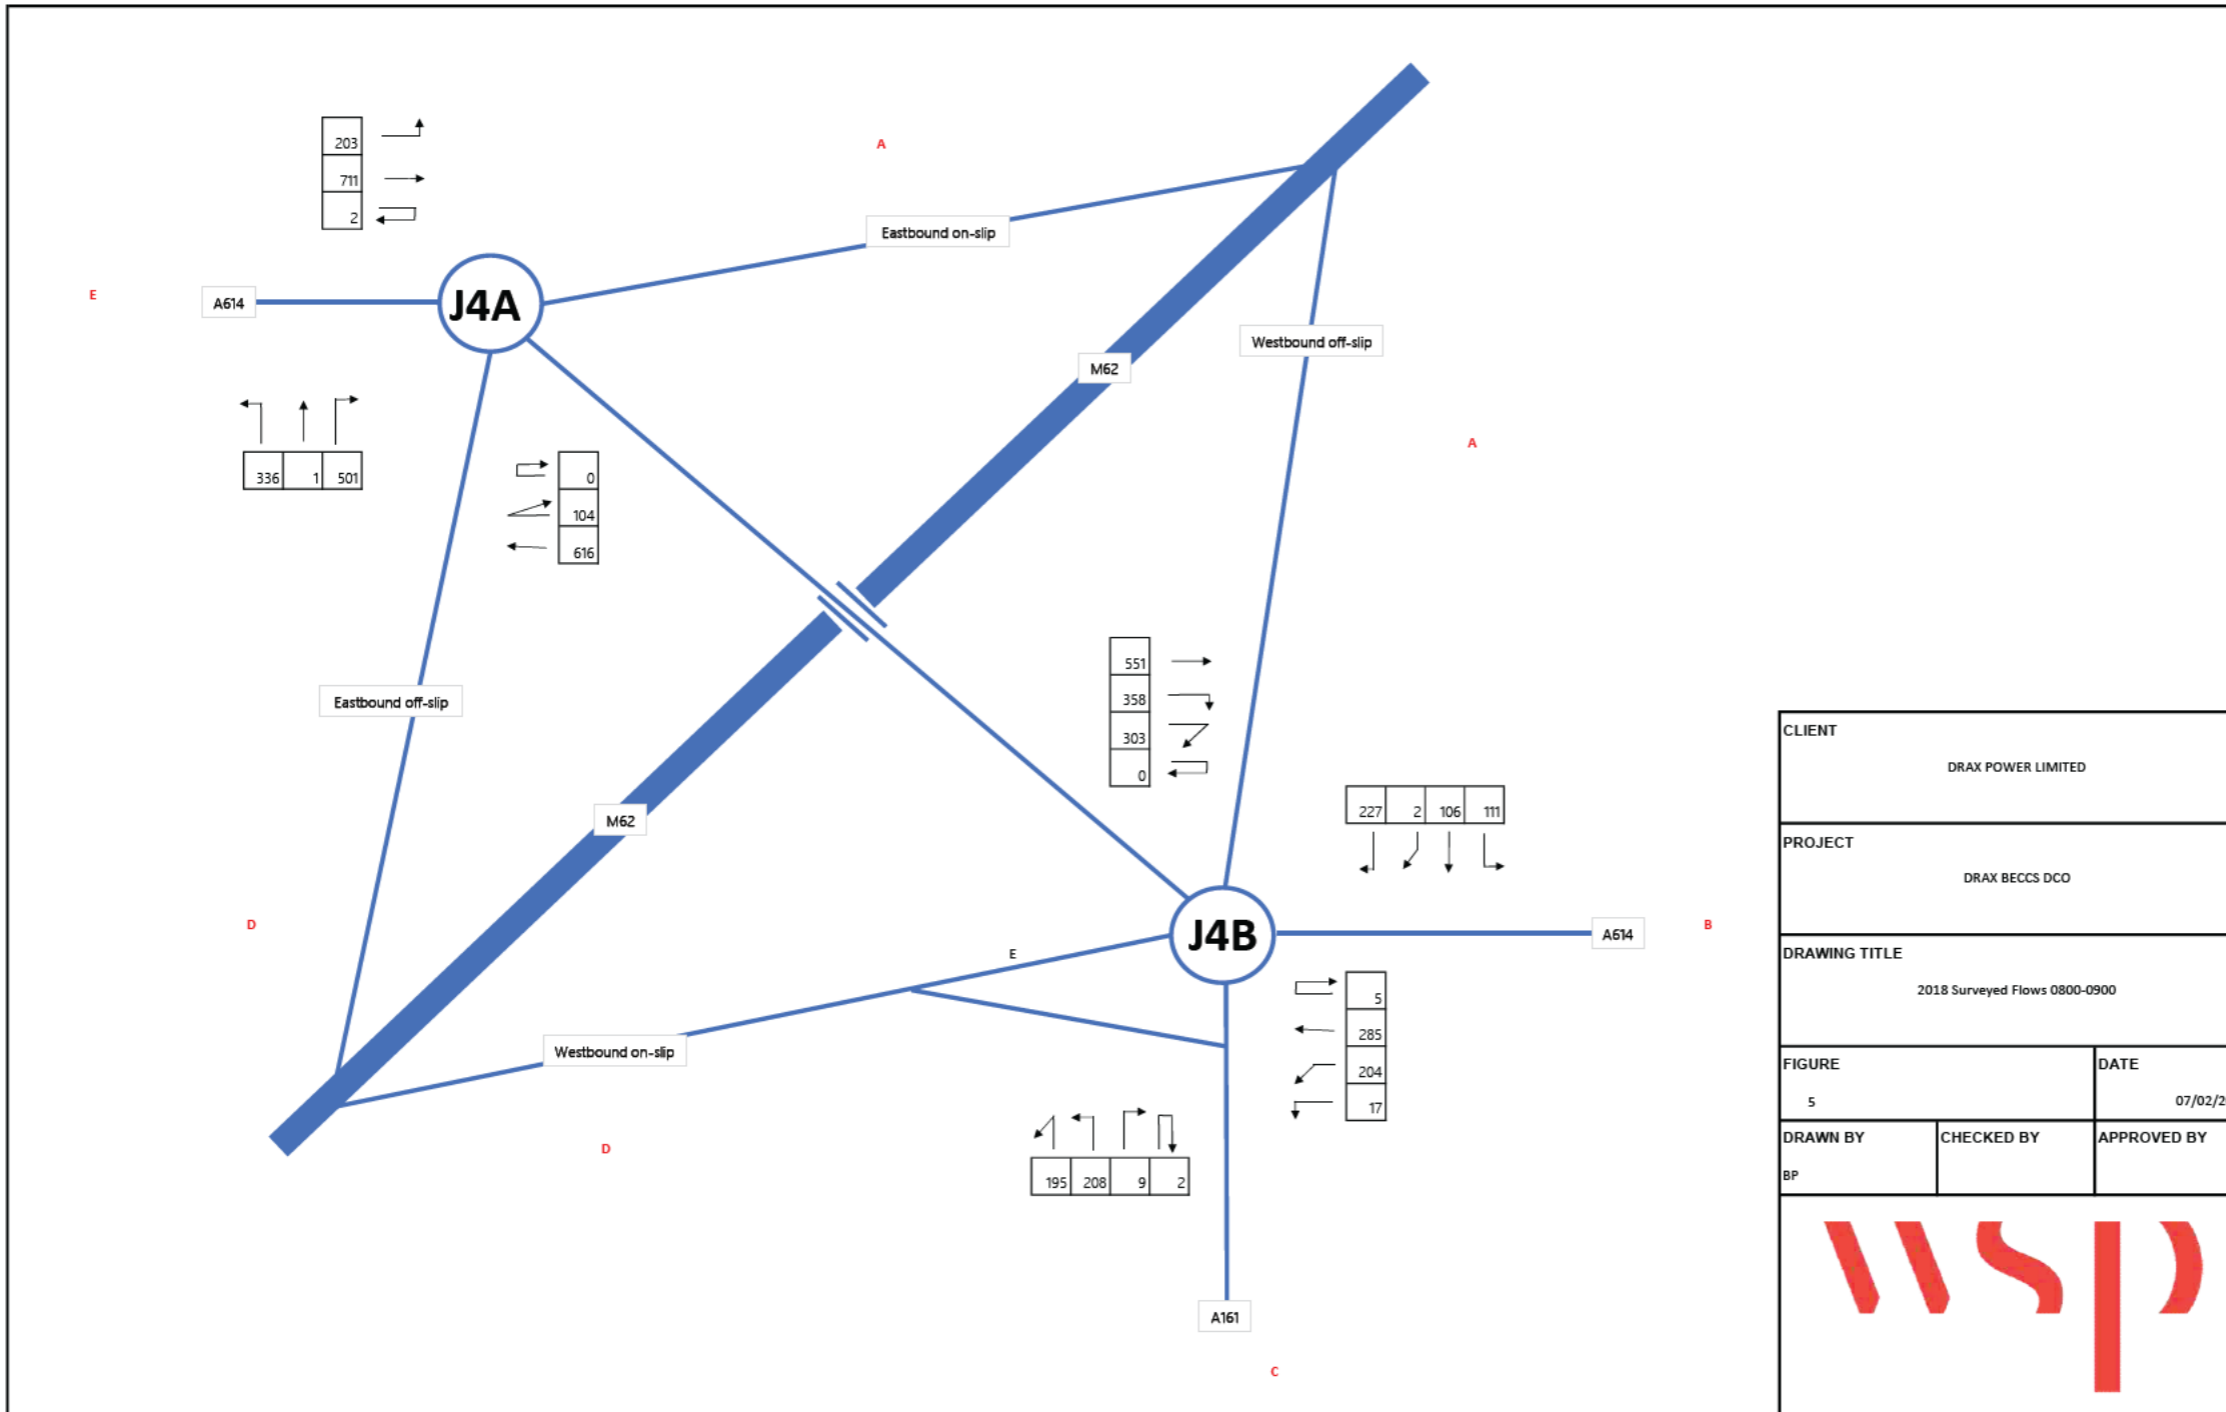 A
203
711
2
Eastbound on-slip
E
A614
J4A
Westbound off-slip
M62
A
336 1 501
0
104
616
551
358
303
0
Eastbound off-slip
227 2 106 111
M62
D
J4B
A614
B
E
5
285
204
17
Westbound on-slip
D
195 208 9 2
A161
C
CLIENT
DRAX POWER LIMITED
PROJECT
DRAX BECCS DCO
DRAWING TITLE
2018 Surveyed Flows 0800-0900
FIGURE DATE
5 07/02/2
DRAWN BY CHECKED BY APPROVED BY
BP
wsp